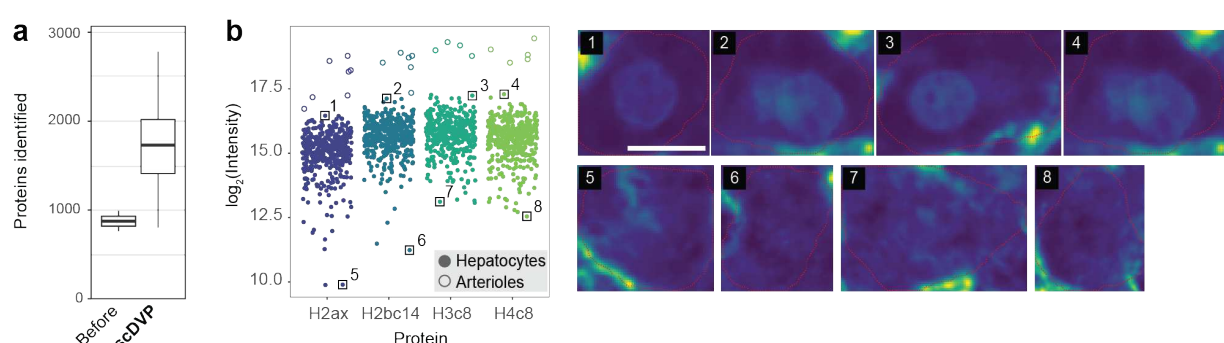 a
3000
2000
1000
0
Proteins identified
Before
scDVP
b
17.5
15.0
12.5
10.0
log2(Intensity)
1
2
3
4
5
6
7
8
Hepatocytes
Arterioles
H2ax H2bc14 H3c8 H4c8
Protein
1
2
3
4
5
6
7
8